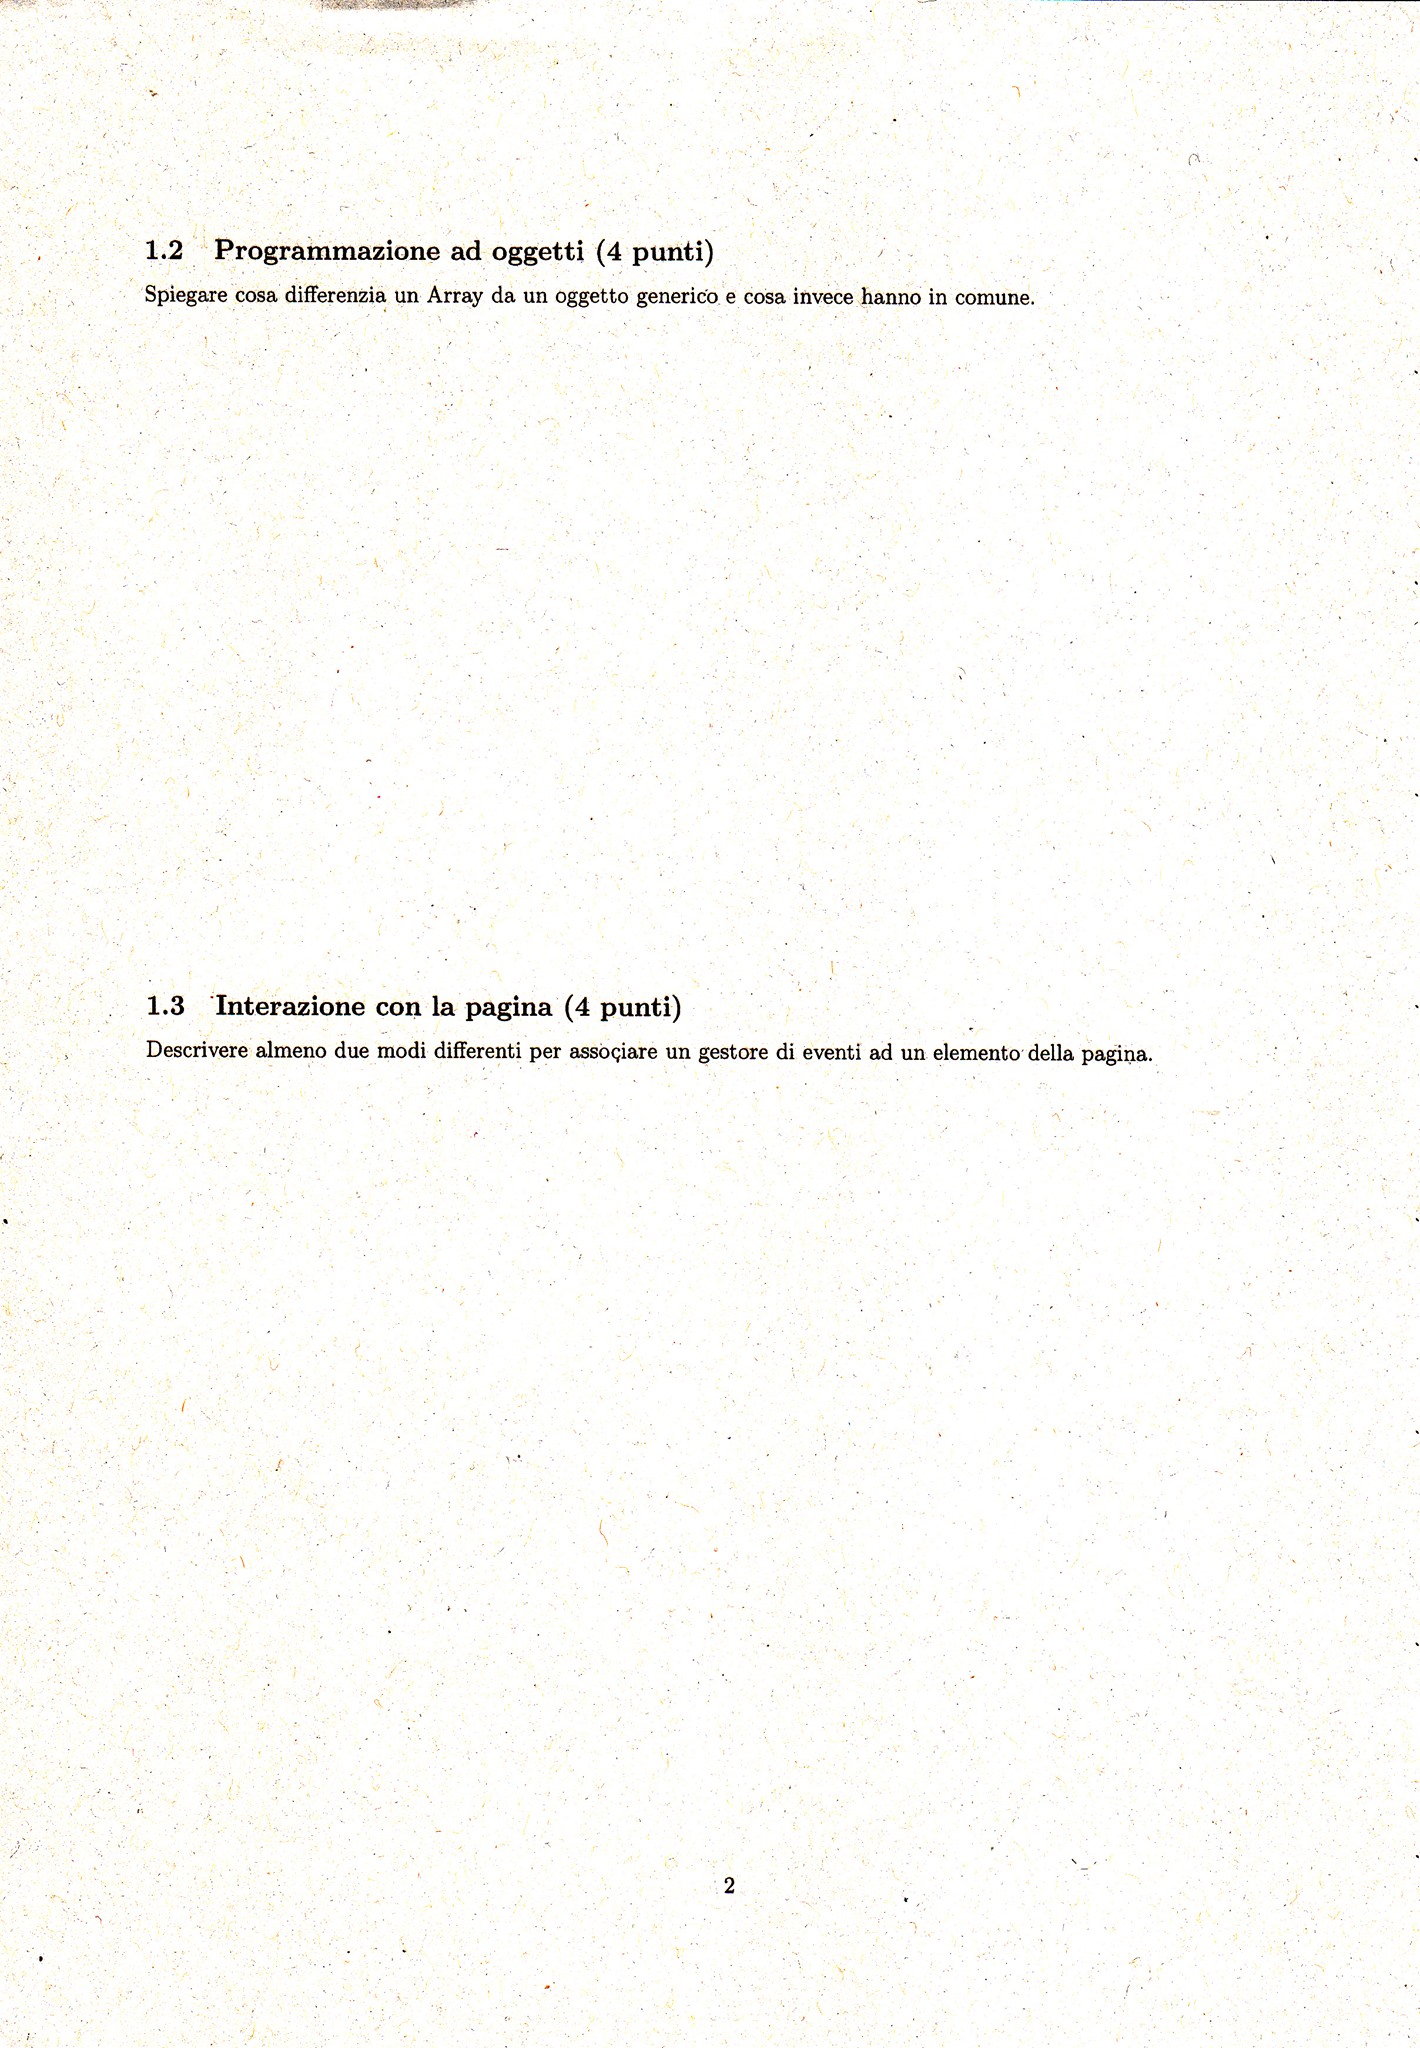 1.2 Programmazione ad oggetti (4 punti)
Spiegare cosa differenzia un Array da un oggetto generico e cosa invece hanno in comune.
1.3 Interazione con la pagina (4 punti)
Descrivere almeno due modi differenti per associare un gestore di eventi ad un elemento della pagina.
2